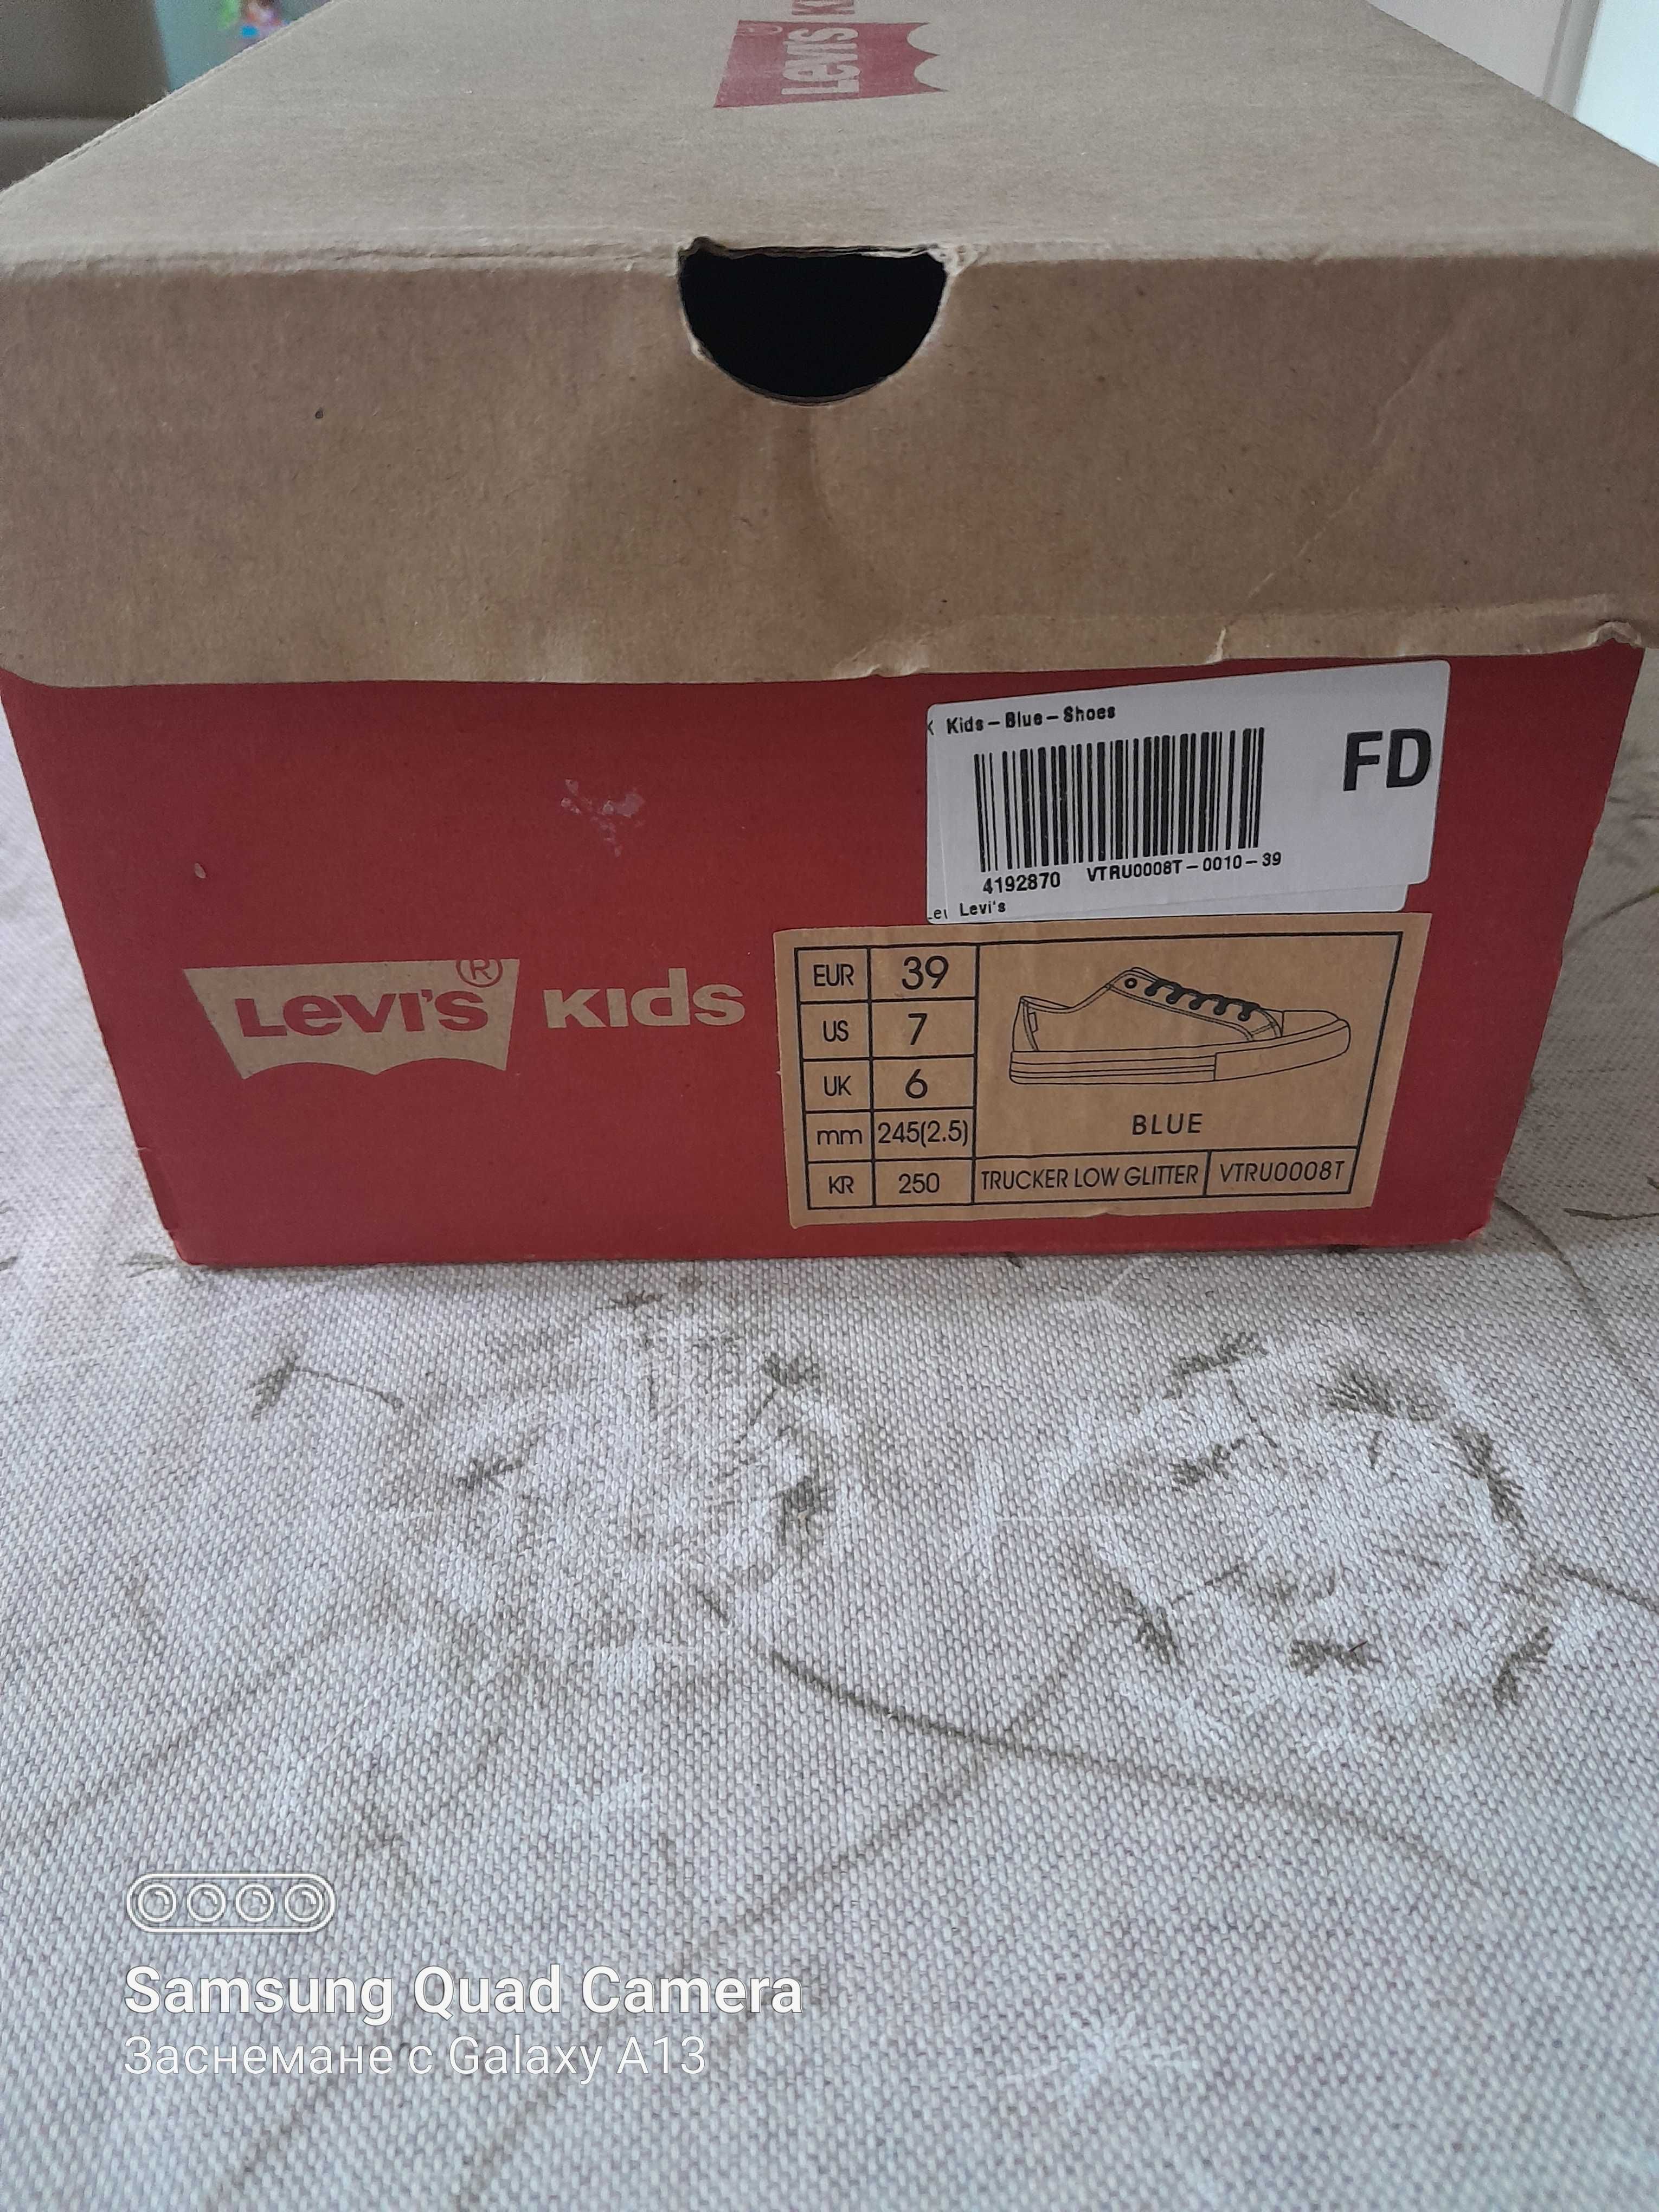 Levi's
Kids-Blue-Shoes
FD
4192870 VTRU0008T-0010-39
Levi's
LEVI'S® KIDS
EUR 39
US 7
UK 6
mm 245(2.5)
KR 250
BLUE
TRUCKER LOW GLITTER VTRU0008T
Samsung Quad Camera
Заснемане с Galaxy A13